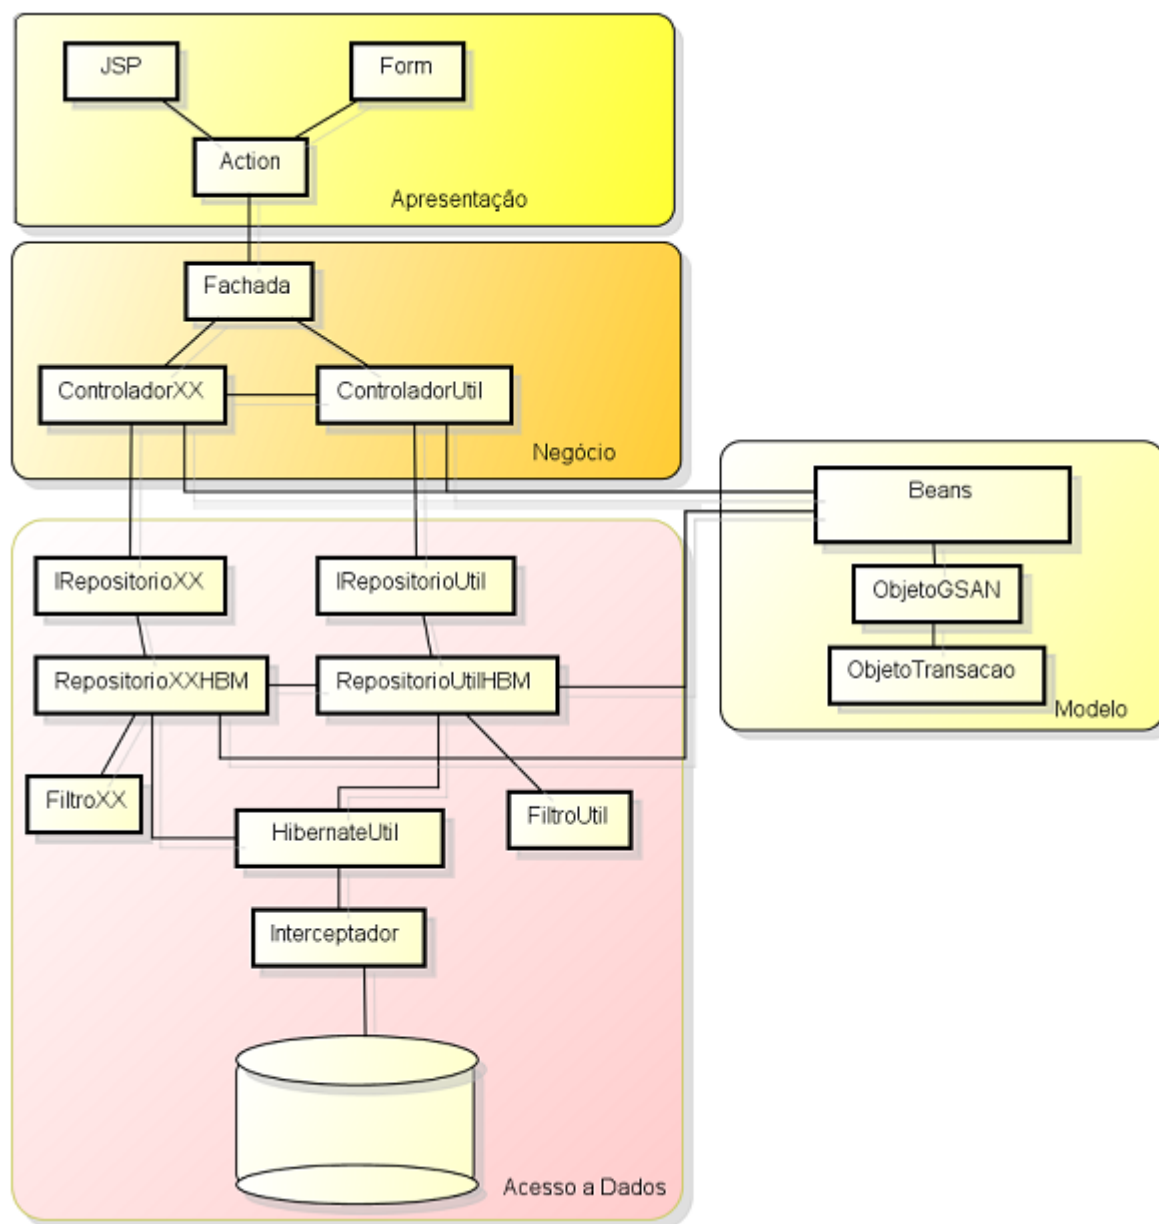 JSP
Form
Action
Apresentação
Fachada
ControladorXX
ControladorUtil
Negócio
Beans
IRepositorioXX
IRepositorioUtil
ObjetoGSAN
RepositorioXXHBM
RepositorioUtilHBM
ObjetoTransacao
Modelo
FiltroXX
FiltroUtil
HibernateUtil
Interceptador
Acesso a Dados